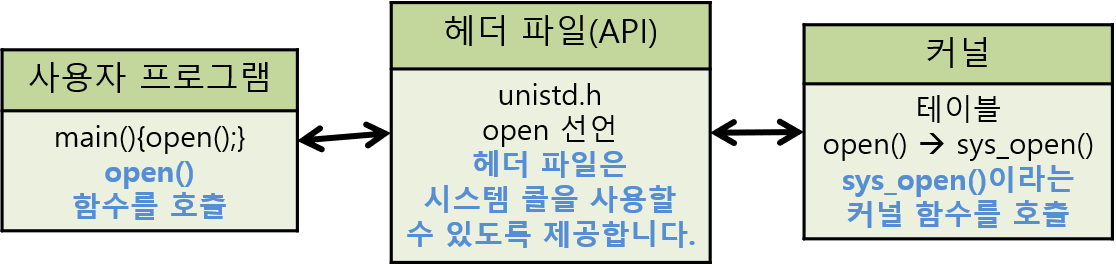 사용자 프로그램
main(){open();}
open()
함수를 호출
헤더 파일(API)
unistd.h
open 선언
헤더 파일은
시스템 콜을 사용할
수 있도록 제공합니다.
커널
테이블
open() → sys_open()
sys_open()이라는
커널 함수를 호출